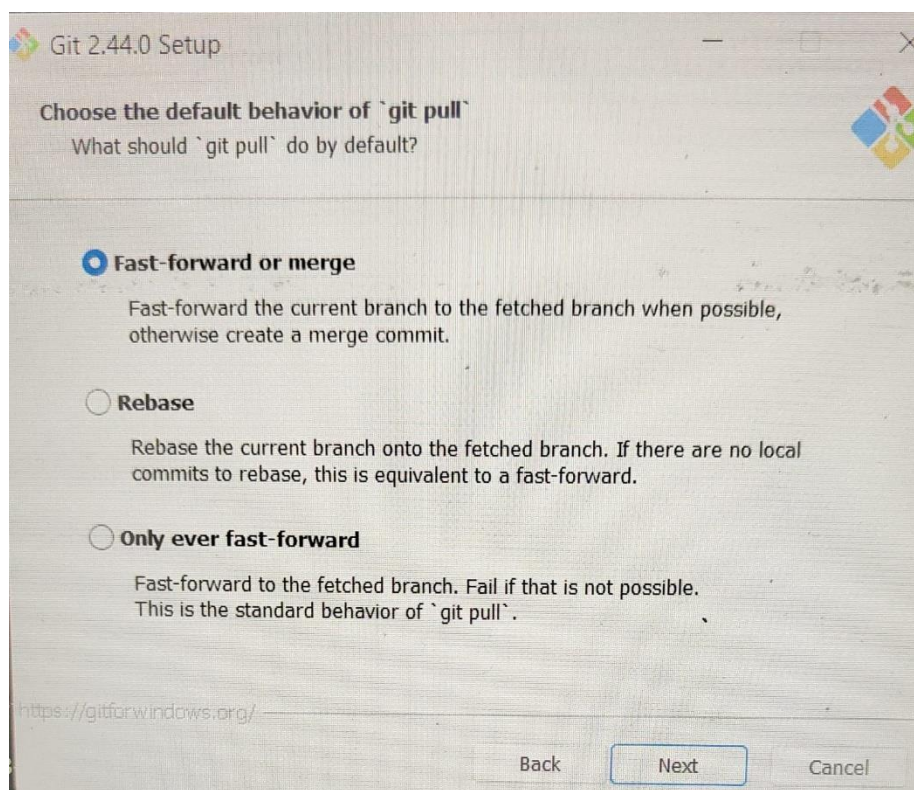 Git 2.44.0 Setup
Choose the default behavior of `git pull`
What should `git pull` do by default?
Fast-forward or merge
Fast-forward the current branch to the fetched branch when possible,
otherwise create a merge commit.
Rebase
Rebase the current branch onto the fetched branch. If there are no local
commits to rebase, this is equivalent to a fast-forward.
Only ever fast-forward
Fast-forward to the fetched branch. Fail if that is not possible.
This is the standard behavior of `git pull`.
https://gitforwindows.org/
Back Next Cancel